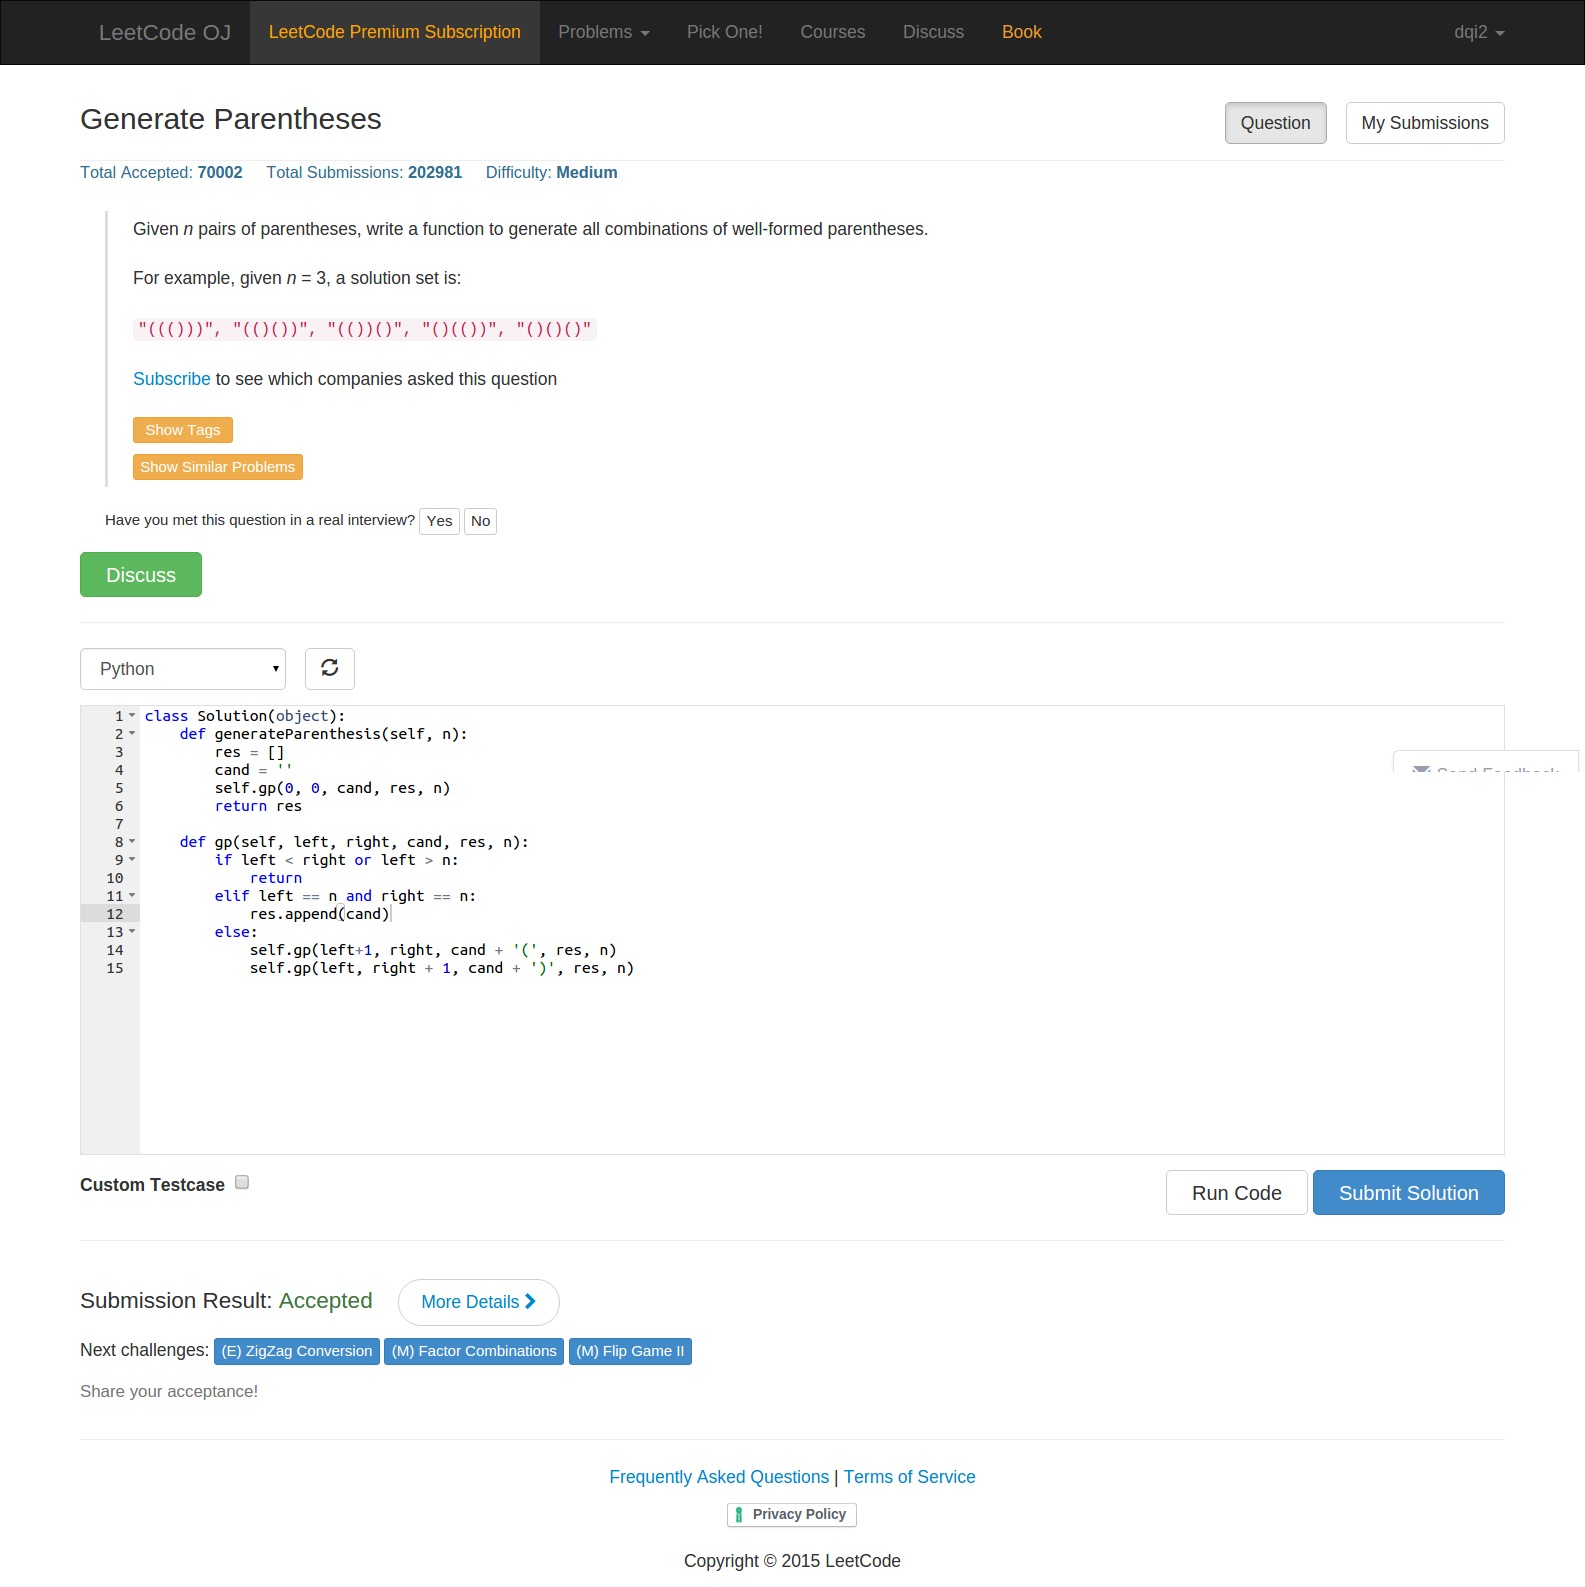 LeetCode OJ LeetCode Premium Subscription Problems Pick One! Courses Discuss Book dqi2
Generate Parentheses Question My Submissions
Total Accepted: 70002 Total Submissions: 202981 Difficulty: Medium
Given n pairs of parentheses, write a function to generate all combinations of well-formed parentheses.
For example, given n = 3, a solution set is:
"((()))", "(()())", "(())()", "()(())", "()()()"
Subscribe to see which companies asked this question
Show Tags
Show Similar Problems
Have you met this question in a real interview? Yes No
Discuss
Python
1 class Solution(object):
2     def generateParenthesis(self, n):
3         res = []
4         cand = ''
5         self.gp(0, 0, cand, res, n)
6         return res
7
8     def gp(self, left, right, cand, res, n):
9         if left < right or left > n:
10             return
11         elif left == n and right == n:
12             res.append(cand)
13         else:
14             self.gp(left+1, right, cand + '(', res, n)
15             self.gp(left, right + 1, cand + ')', res, n)
Send Feedback
Custom Testcase Run Code Submit Solution
Submission Result: Accepted More Details
Next challenges: (E) ZigZag Conversion (M) Factor Combinations (M) Flip Game II
Share your acceptance!
Frequently Asked Questions | Terms of Service
Privacy Policy
Copyright © 2015 LeetCode